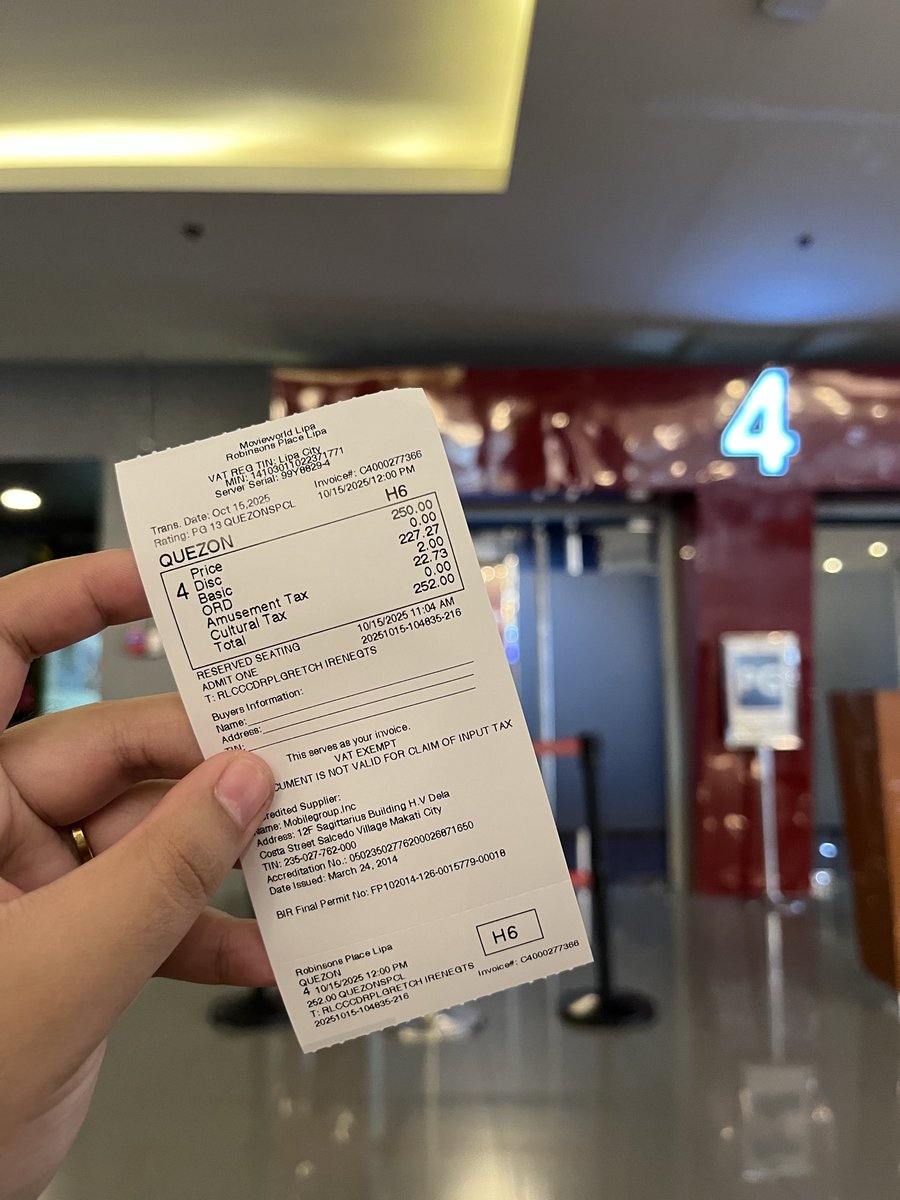 4
PG
Movieworld Lipa
Robinsons Place Lipa
VAT REG TIN: Lipa City
MIN: 14103011022371771
Server Serial: 99Y8829-4
Trans. Date: Oct 15,2025 Invoice#: C4000277366
Rating: PG 13 QUEZONSPCL 10/15/2025/12:00 PM
QUEZON H6
4
Price 250.00
Disc 0.00
Basic 227.27
ORD 2.00
Amusement Tax 22.73
Cultural Tax 0.00
Total 252.00
RESERVED SEATING 10/15/2025 11:04 AM
ADMIT ONE 20251015-104835-216
T: RLCCCDRPLGRETCH IRENEGTS
Buyers Information:
Name:
Address:
TIN:
This serves as your invoice.
VAT EXEMPT
CUMENT IS NOT VALID FOR CLAIM OF INPUT TAX
credited Supplier:
Name: Mobilegroup,Inc
Address: 12F Sagittarius Building H.V Dela
Costa Street Salcedo Village Makati City
TIN: 235-027-762-000
Accreditation No.: 05023502776200026871650
Date Issued: March 24, 2014
BIR Final Permit No: FP102014-126-0015779-00018
H6
Robinsons Place Lipa
QUEZON
4 10/15/2025 12:00 PM
252.00 QUEZONSPCL
T: RLCCCDRPLGRETCH IRENEGTS Invoice#: C4000277366
20251015-104835-216